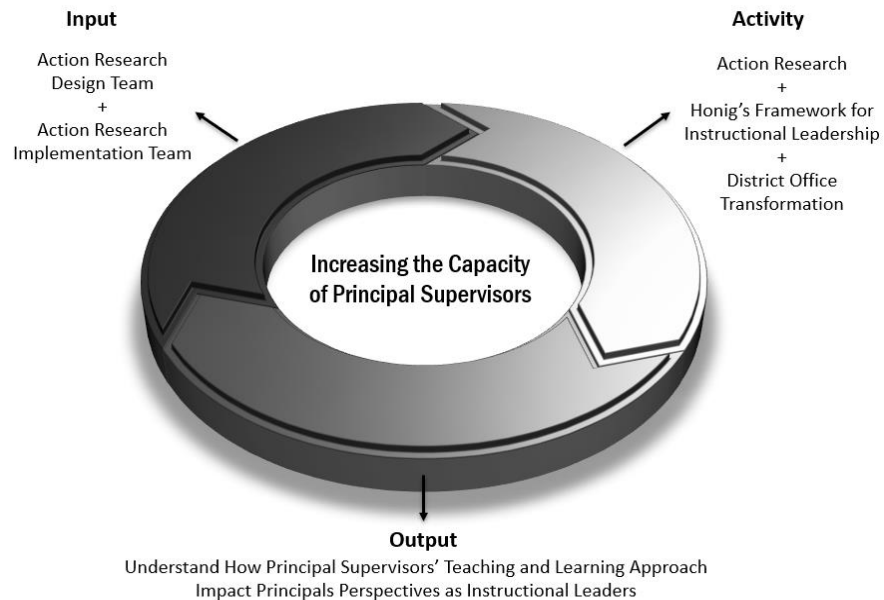 Input
Action Research
Design Team
+
Action Research
Implementation Team
Activity
Action Research
+
Honig's Framework for
Instructional Leadership
+
District Office
Transformation
Increasing the Capacity
of Principal Supervisors
Output
Understand How Principal Supervisors' Teaching and Learning Approach
Impact Principals Perspectives as Instructional Leaders